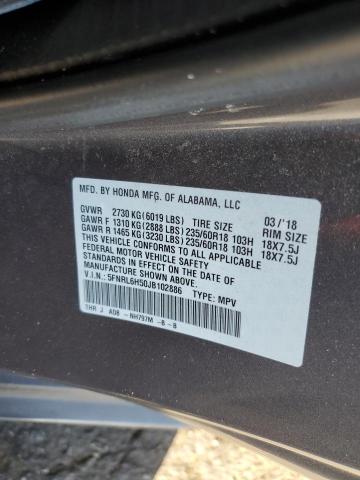 MFD. BY HONDA MFG. OF ALABAMA, LLC 03/'18
GVWR 2730 KG(6019 LBS) TIRE SIZE RIM SIZE
GAWR F 1310 KG(2888 LBS)235/60R18 103H 18X7.5J
GAWR R 1465 KG(3230 LBS)235/60R18 103H 18X7.5J
THIS VEHICLE CONFORMS TO ALL APPLICABLE
FEDERAL MOTOR VEHICLE SAFETY
STANDARDS IN EFFECT ON THE DATE OF
MANUFACTURE SHOWN ABOVE.
V.I.N.: 5FNRL6H50JB102886 TYPE: MPV
THR J A08 -NH797M -B -B